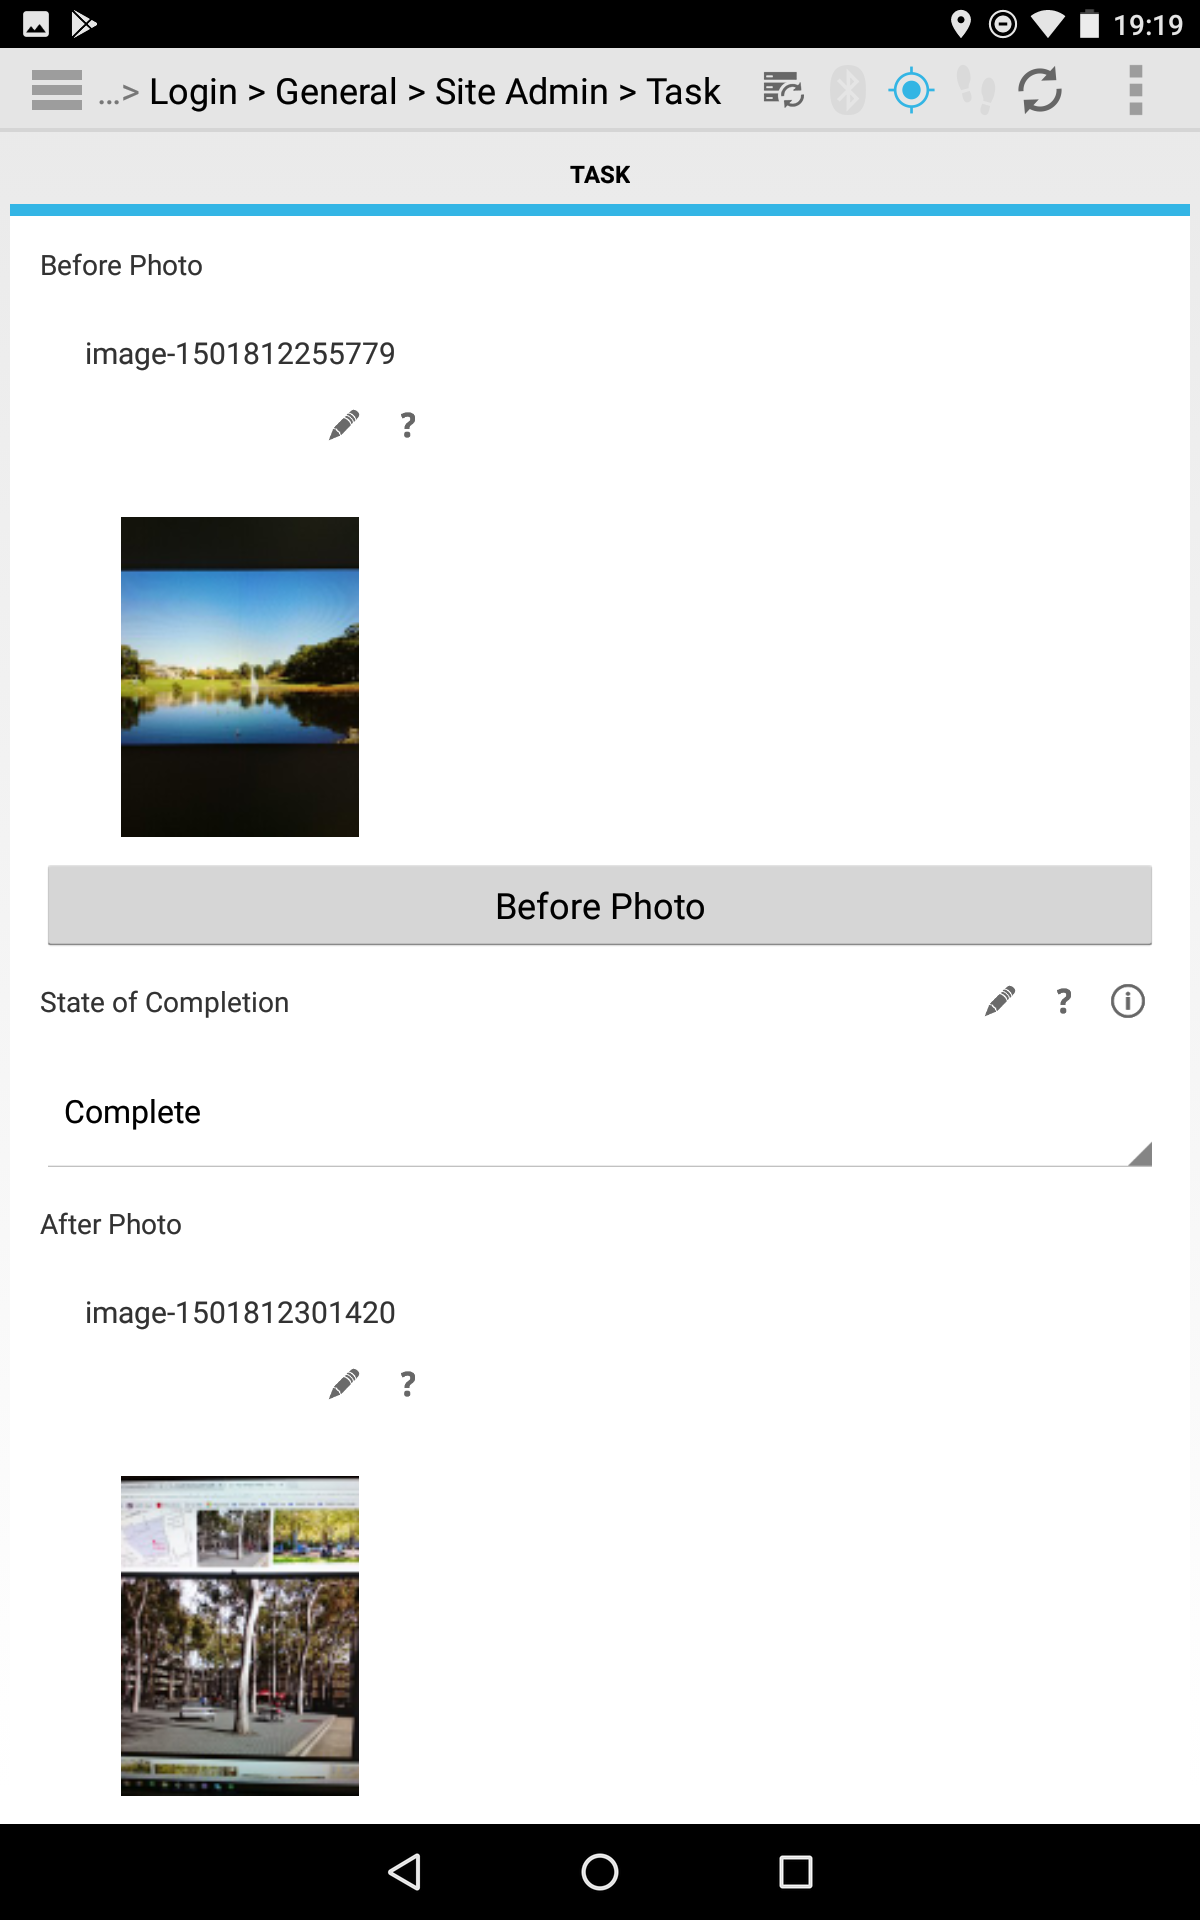 19:19
...> Login > General > Site Admin > Task
TASK
Before Photo
image-1501812255779
?
Before Photo
State of Completion
?
Complete
After Photo
image-1501812301420
?